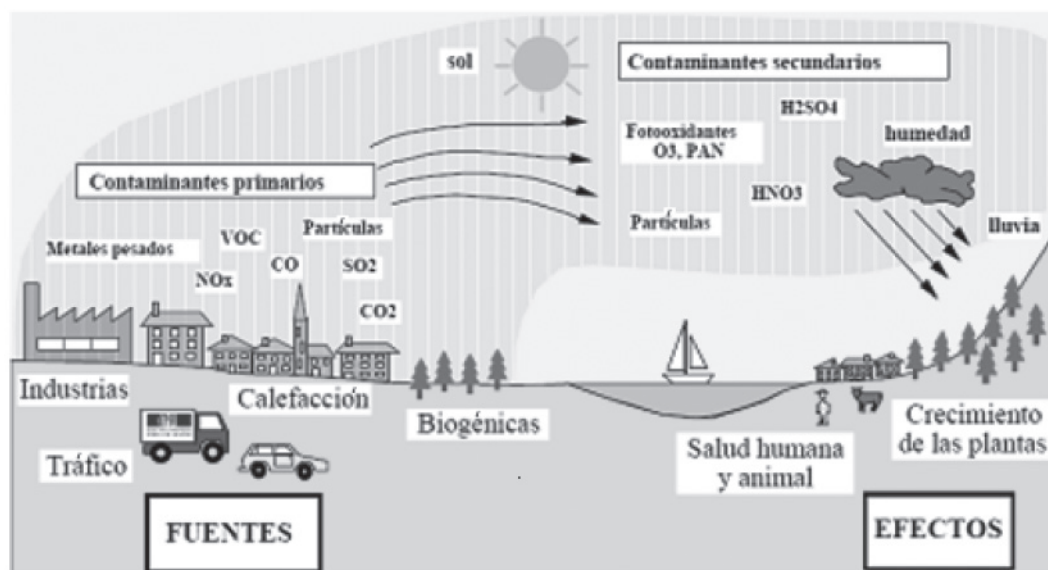 sol
Contaminantes secundarios
H2SO4
Fotooxidantes
O3, PAN
humedad
Contaminantes primarios
HNO3
Partículas
Partículas
lluvia
Metales pesados
VOC
CO
SO2
NOx
CO2
Industrias
Calefacción
Biogénicas
Tráfico
Salud humana
y animal
Crecimiento
de las plantas
FUENTES
EFECTOS